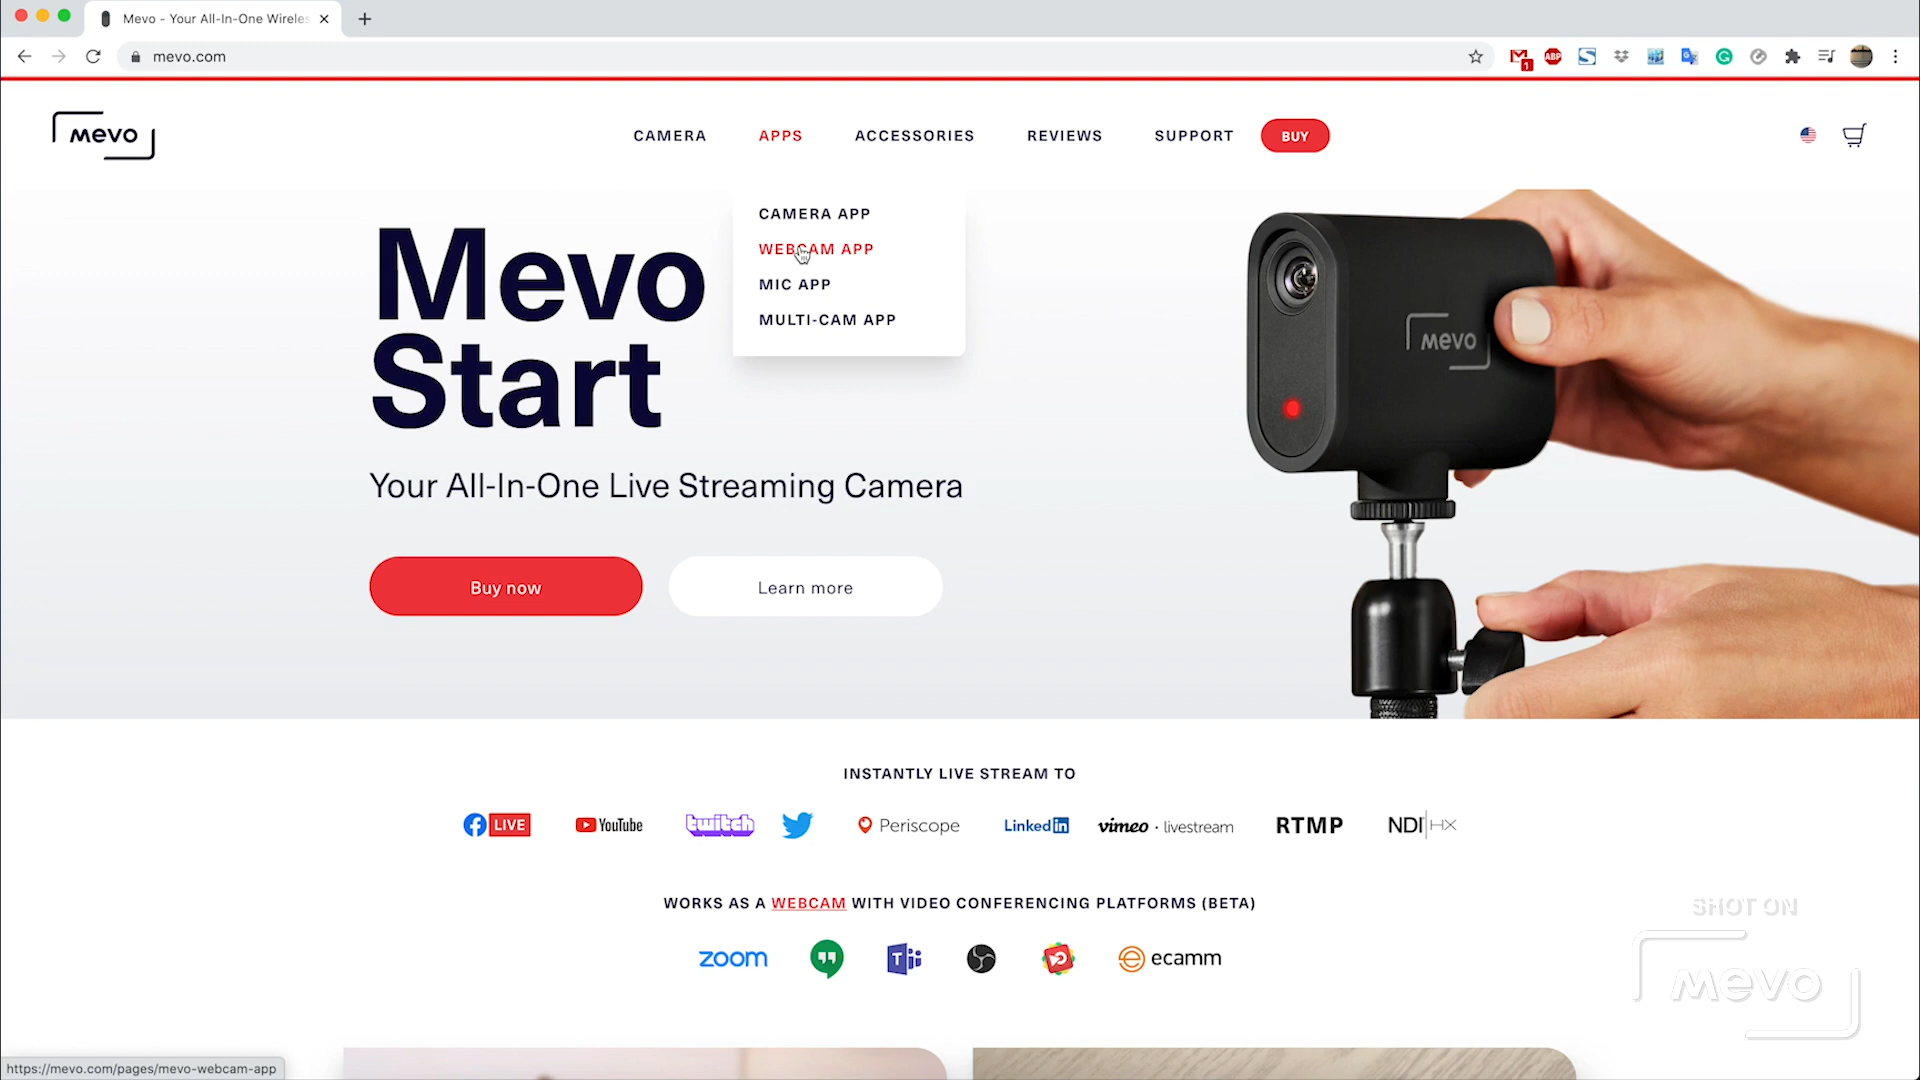 Mevo - Your All-In-One Wireles
mevo.com
1
ABP
mevo
CAMERA
APPS
ACCESSORIES
REVIEWS
SUPPORT
BUY
CAMERA APP
WEBCAM APP
MIC APP
MULTI-CAM APP
Mevo
Start
Your All-In-One Live Streaming Camera
Buy now
Learn more
mevo
INSTANTLY LIVE STREAM TO
LIVE
YouTube
twitch
Periscope
Linkedin
vimeo · livestream
RTMP
NDI HX
WORKS AS A WEBCAM WITH VIDEO CONFERENCING PLATFORMS (BETA)
zoom
ecamm
SHOT ON
mevo
https://mevo.com/pages/mevo-webcam-app